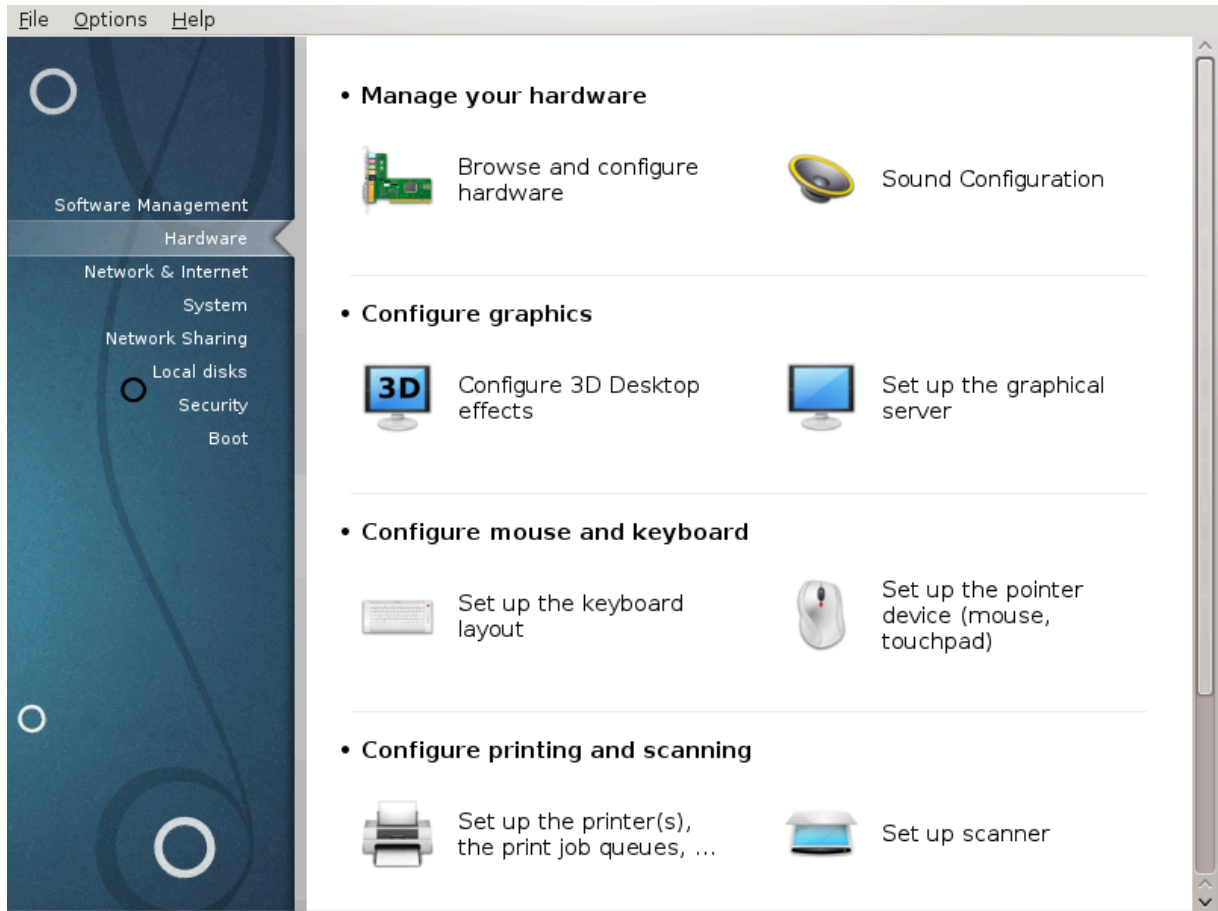 File Options Help
Software Management
Hardware
Network & Internet
System
Network Sharing
Local disks
Security
Boot
• Manage your hardware
Browse and configure
hardware
Sound Configuration
• Configure graphics
3D
Configure 3D Desktop
effects
Set up the graphical
server
• Configure mouse and keyboard
Set up the keyboard
layout
Set up the pointer
device (mouse,
touchpad)
• Configure printing and scanning
Set up the printer(s),
the print job queues, ...
Set up scanner